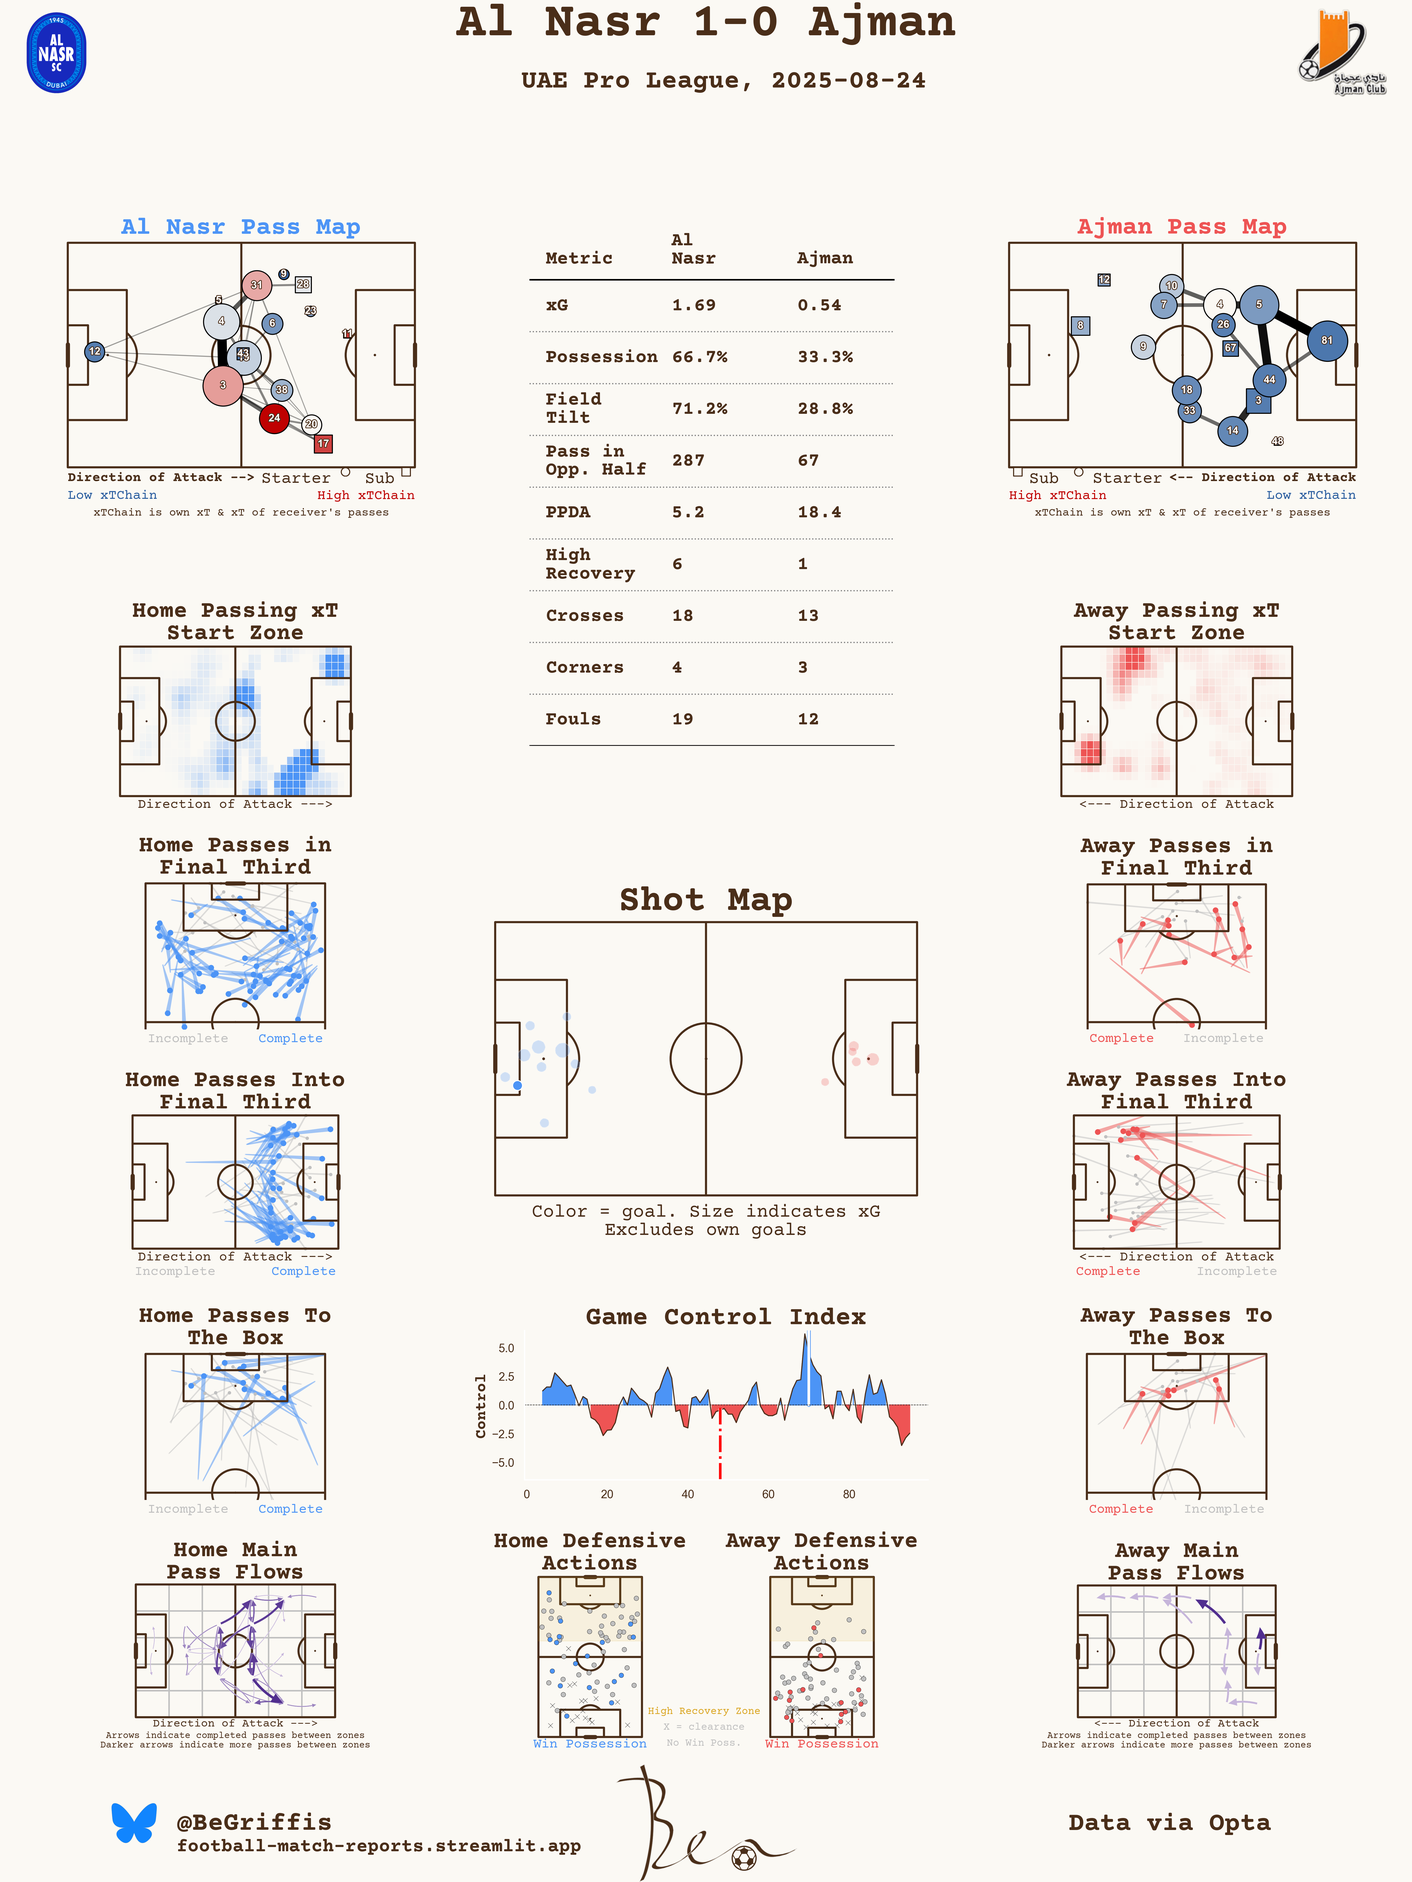 Al Nasr 1-0 Ajman
UAE Pro League, 2025-08-24
1945
AL
NASR
SC
DUBAI
نادي عجمان
Ajman Club
Al Nasr Pass Map
9
28
31
5
23
4
6
11
12
43
3
38
24
20
17
Direction of Attack --> Starter Sub
Low xTChain High xTChain
xTChain is own xT & xT of receiver's passes
Metric Al Nasr Ajman
xG 1.69 0.54
Possession 66.7% 33.3%
Field Tilt 71.2% 28.8%
Pass in Opp. Half 287 67
PPDA 5.2 18.4
High Recovery 6 1
Crosses 18 13
Corners 4 3
Fouls 19 12
Ajman Pass Map
12
10
7
4
5
8
26
9
67
81
44
18
3
33
14
48
Sub Starter <-- Direction of Attack
High xTChain Low xTChain
xTChain is own xT & xT of receiver's passes
Home Passing xT
Start Zone
Direction of Attack --->
Away Passing xT
Start Zone
<--- Direction of Attack
Home Passes in
Final Third
Incomplete Complete
Away Passes in
Final Third
Complete Incomplete
Shot Map
Color = goal. Size indicates xG
Excludes own goals
Home Passes Into
Final Third
Direction of Attack --->
Incomplete Complete
Away Passes Into
Final Third
<--- Direction of Attack
Complete Incomplete
Home Passes To
The Box
Incomplete Complete
Game Control Index
Control
5.0
2.5
0.0
−2.5
−5.0
0 20 40 60 80
Away Passes To
The Box
Complete Incomplete
Home Main
Pass Flows
Direction of Attack --->
Arrows indicate completed passes between zones
Darker arrows indicate more passes between zones
Home Defensive
Actions
Win Possession
High Recovery Zone
X = clearance
No Win Poss.
Away Defensive
Actions
Win Possession
Away Main
Pass Flows
<--- Direction of Attack
Arrows indicate completed passes between zones
Darker arrows indicate more passes between zones
@BeGriffis
football-match-reports.streamlit.app
Ben
Data via Opta